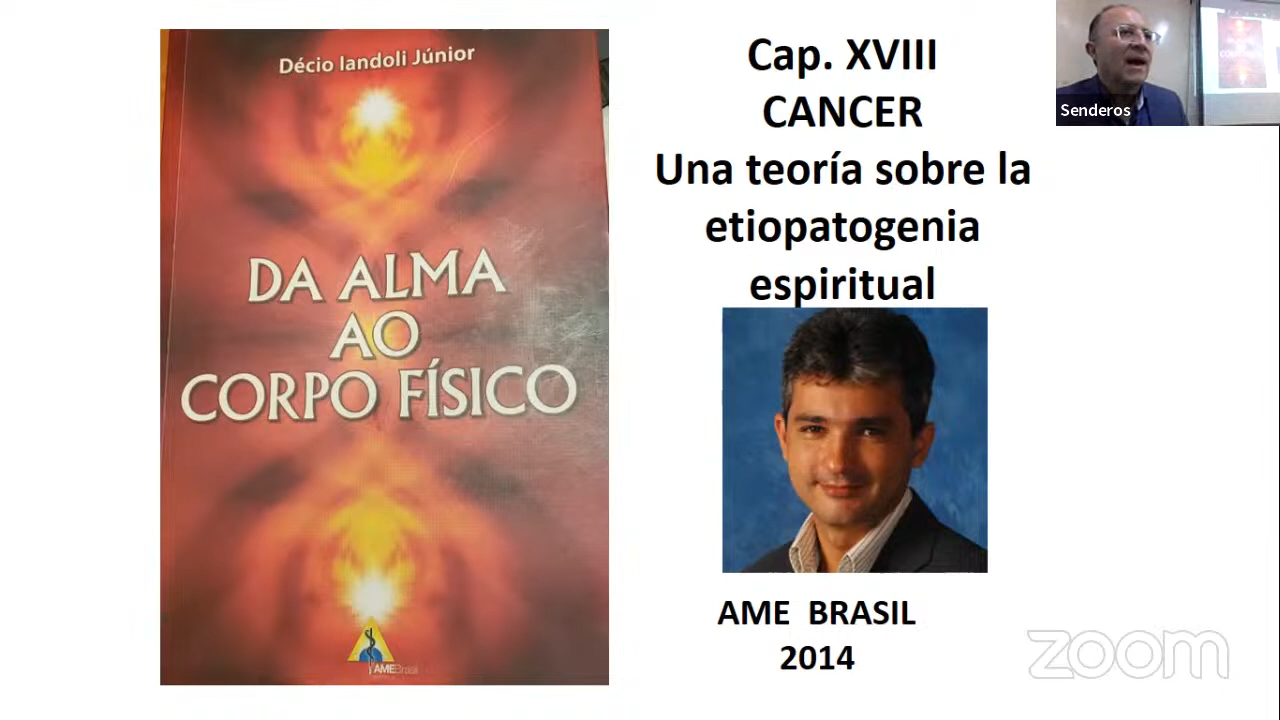 Décio Iandoli Júnior
DA ALMA
AO
CORPO FÍSICO
AMEBrasil
Cap. XVIII
CANCER
Una teoría sobre la
etiopatogenia
espiritual
AME BRASIL
2014
Senderos
zoom